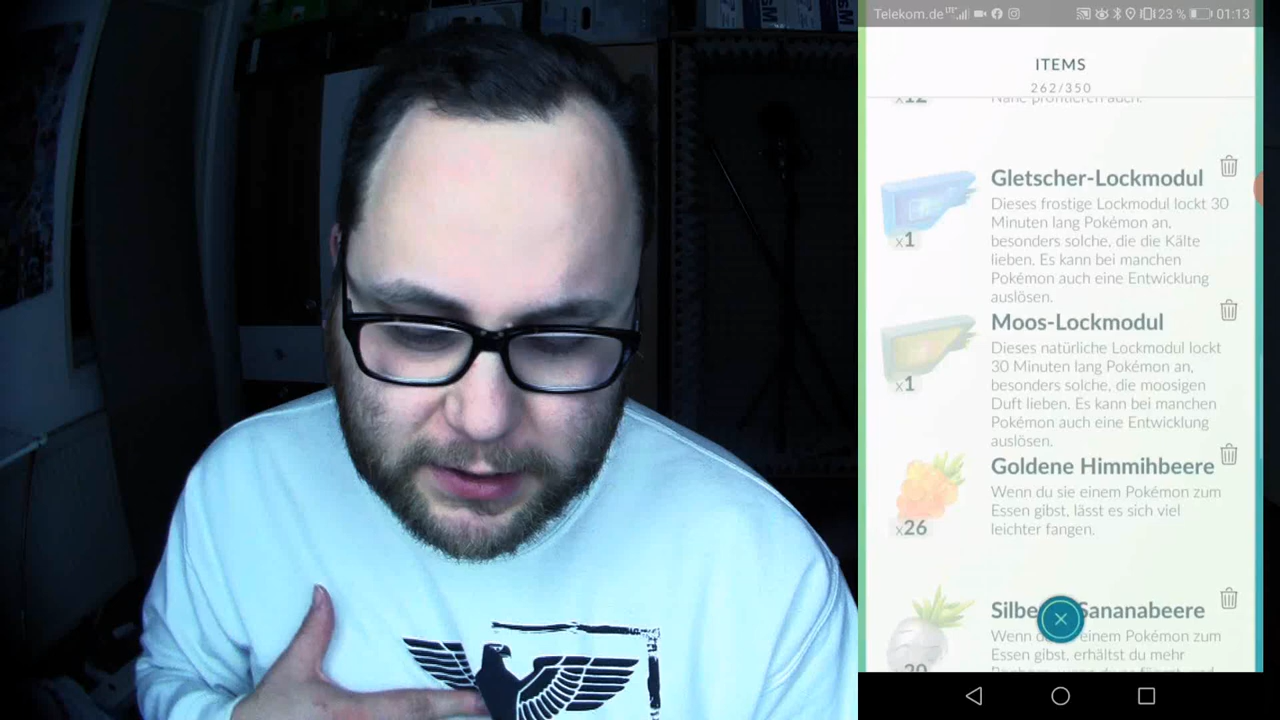 Telekom.de 23 % 01:13
ITEMS
262/350
x12 Nähe profitieren auch.
Gletscher-Lockmodul
Dieses frostige Lockmodul lockt 30
Minuten lang Pokémon an,
besonders solche, die die Kälte
x1
lieben. Es kann bei manchen
Pokémon auch eine Entwicklung
auslösen.
Moos-Lockmodul
Dieses natürliche Lockmodul lockt
30 Minuten lang Pokémon an,
besonders solche, die moosigen
x1
Duft lieben. Es kann bei manchen
Pokémon auch eine Entwicklung
auslösen.
Goldene Himmihbeere
Wenn du sie einem Pokémon zum
Essen gibst, lässt es sich viel
x26
leichter fangen.
Sananabeere
Wenn einem Pokémon zum
Essen gibst, erhältst du mehr